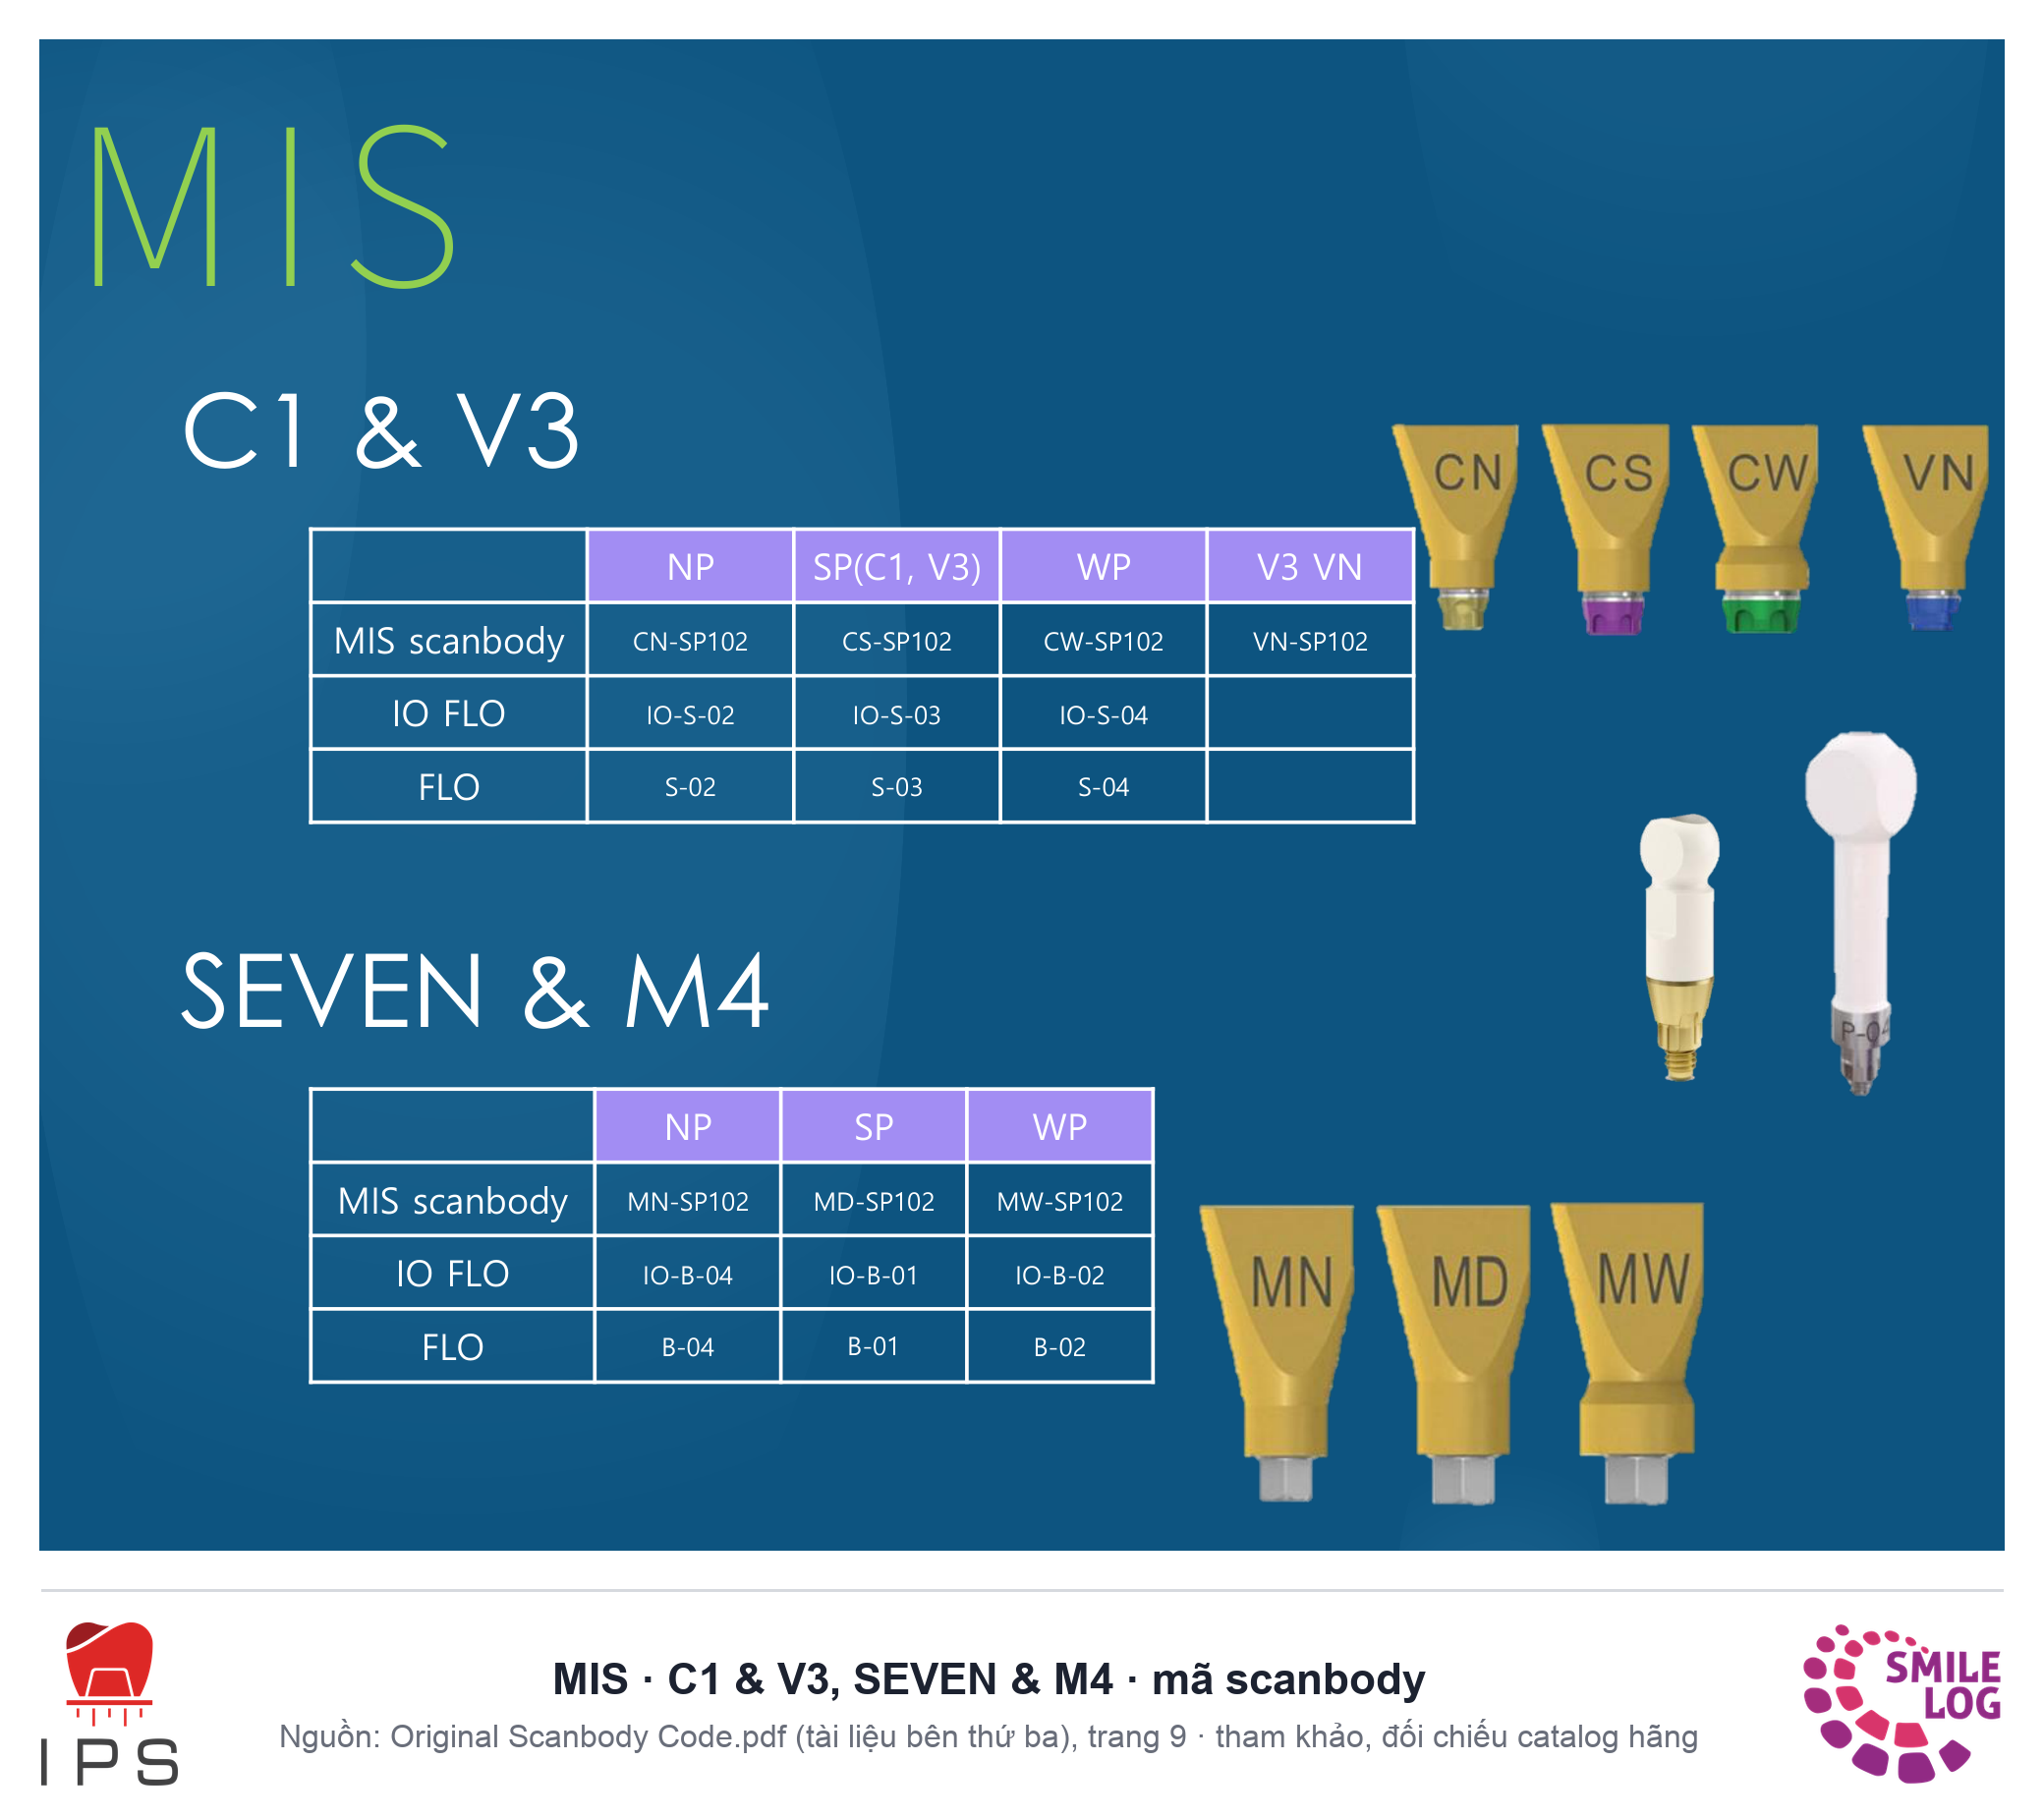 MIS
C1 & V3
CN CS CW VN
NP SP(C1, V3) WP V3 VN
MIS scanbody CN-SP102 CS-SP102 CW-SP102 VN-SP102
IO FLO IO-S-02 IO-S-03 IO-S-04
FLO S-02 S-03 S-04
SEVEN & M4
P-04
NP SP WP
MIS scanbody MN-SP102 MD-SP102 MW-SP102
IO FLO IO-B-04 IO-B-01 IO-B-02
FLO B-04 B-01 B-02
MN MD MW
IPS
MIS · C1 & V3, SEVEN & M4 · mã scanbody
Nguồn: Original Scanbody Code.pdf (tài liệu bên thứ ba), trang 9 · tham khảo, đối chiếu catalog hãng
SMILE
LOG